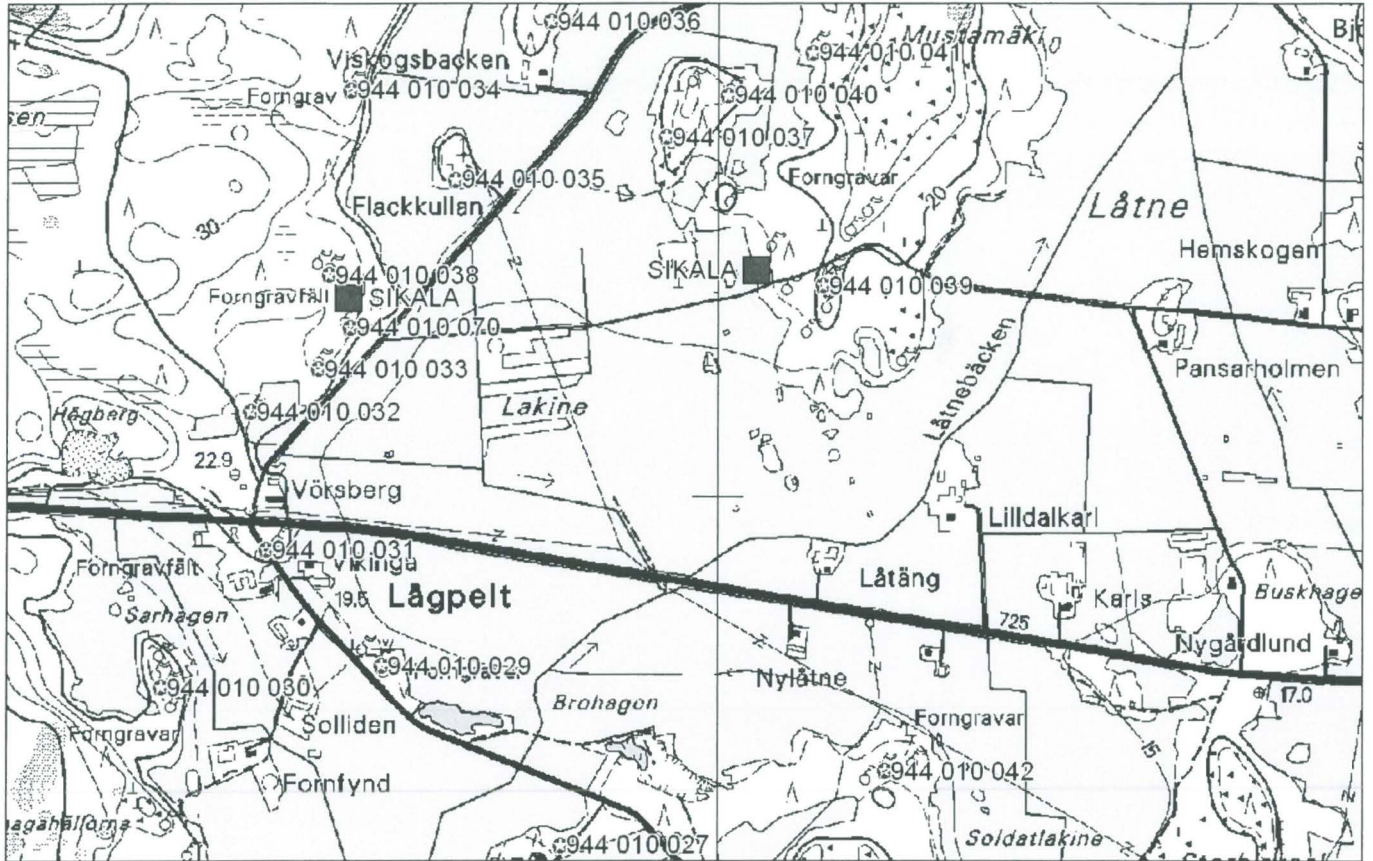 944 010 036
Mustamäki
944 010 041
Viskogsbacken
944 010 034
Forngrav
944 010 040
944 010 037
944 010 035
Forngravar
Flackkullan
30
20
Låtne
Hemskogen
SIKALA
944 010 038
944 010 039
Forngravfält
SIKALA
944 010 070
944 010 033
Låtnebäcken
Pansarholmen
944 010 032
Lakine
Högberg
22.9
Vörsberg
Lilldalkarl
944 010 031
Vikinga
Forngravfält
Låtäng
19.5
Lågpelt
Karls
Buskhage
Sarhagen
725
Nygårdlund
944 010 029
Nylåtne
944 010 030
Brohagen
17.0
Solliden
Forngravar
Forngravar
15
944 010 042
Fornfynd
Soldatlakine
944 010 027